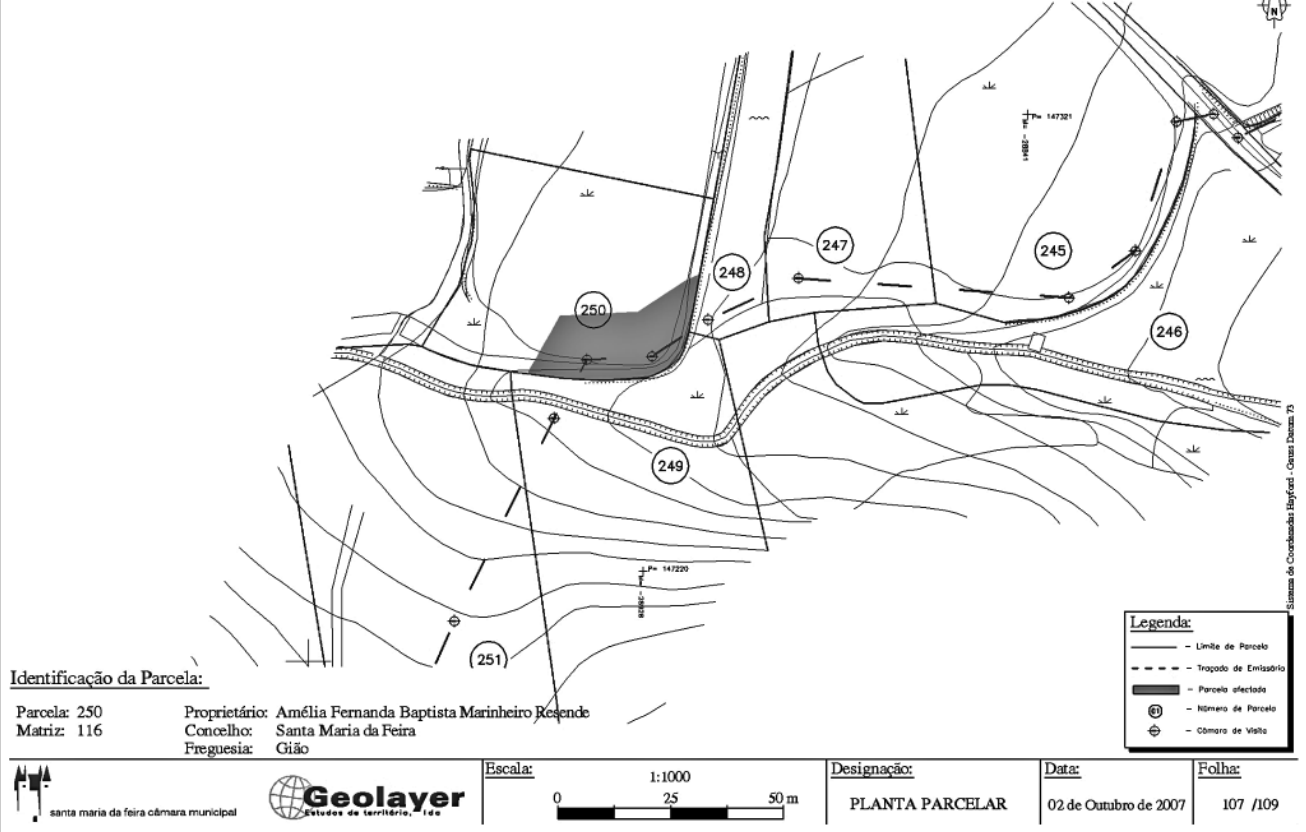 N
P= 147321
M= -28841
247
245
248
250
246
249
P= 147220
251
Sistema de Coordenadas Hayford - Gauss Datum 73
Legenda:
- Limite de Parcela
- Traçado de Emissário
- Parcela afectada
61 - Número de Parcela
- Câmara de Visita
Identificação da Parcela:
Parcela: 250 Proprietário: Amélia Fernanda Baptista Marinheiro Resende
Matriz: 116 Concelho: Santa Maria da Feira
Freguesia: Gião
santa maria da feira câmara municipal
Geolayer
Estudos de território, lda
Escala:
1:1000
0 25 50 m
Designação:
PLANTA PARCELAR
Data:
02 de Outubro de 2007
Folha:
107 /109